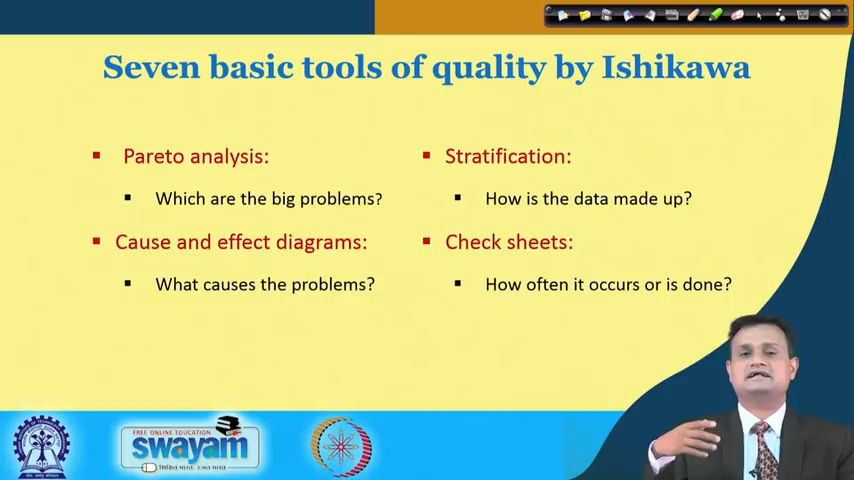 Seven basic tools of quality by Ishikawa
Pareto analysis:
Which are the big problems?
Cause and effect diagrams:
What causes the problems?
Stratification:
How is the data made up?
Check sheets:
How often it occurs or is done?
FREE ONLINE EDUCATION
swayam